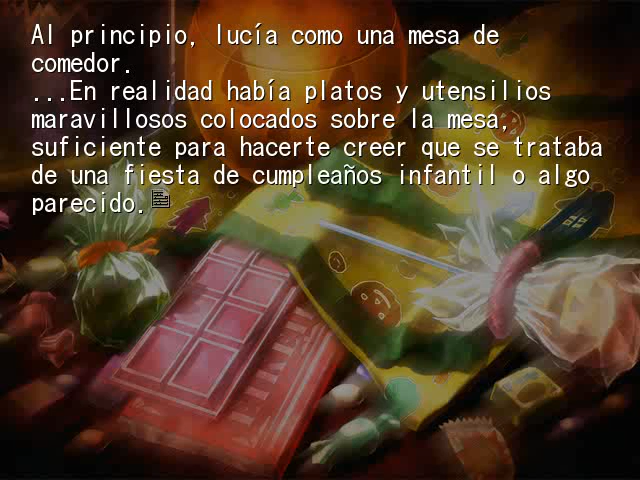 Al principio, lucía como una mesa de
comedor.
...En realidad había platos y utensilios
maravillosos colocados sobre la mesa,
suficiente para hacerte creer que se trataba
de una fiesta de cumpleaños infantil o algo
parecido.